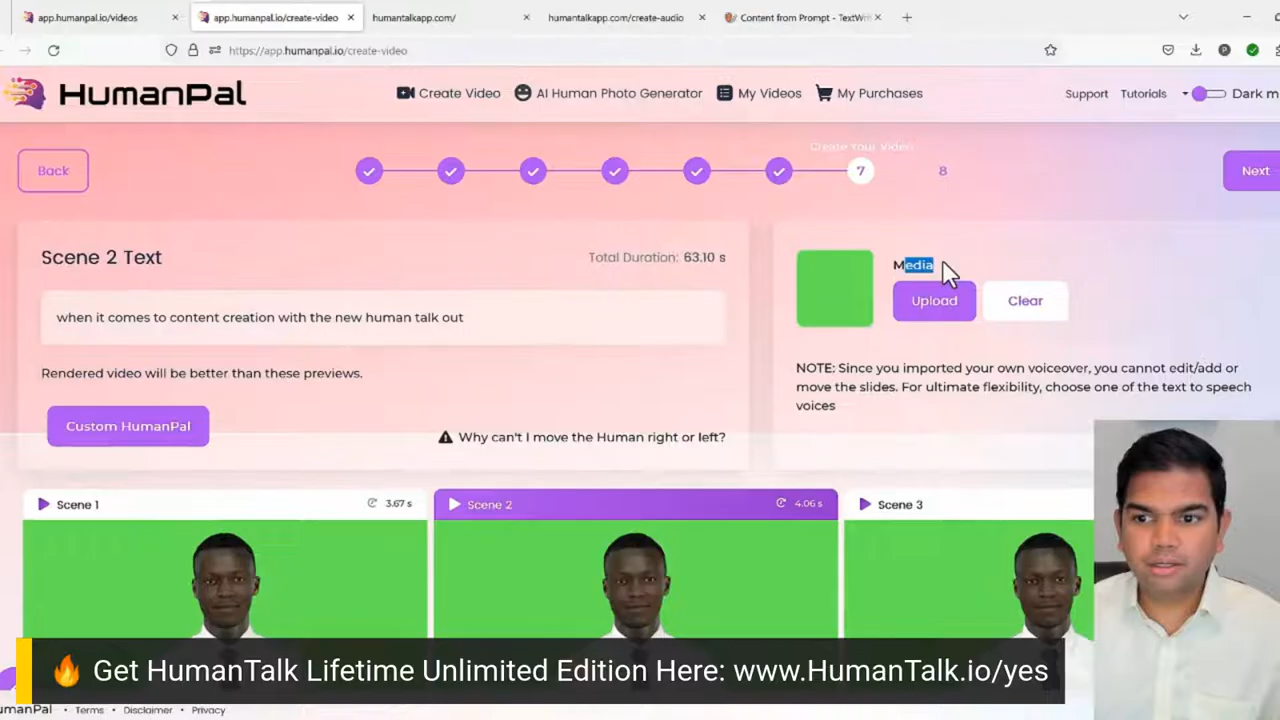 app.humanpal.io/videos
app.humanpal.io/create-video
humantalkapp.com/
humantalkapp.com/create-audio
Content from Prompt - TextWri
https://app.humanpal.io/create-video
HumanPal
Create Video
AI Human Photo Generator
My Videos
My Purchases
Support
Tutorials
Dark m
Create Your Video
Back
7
8
Next
Scene 2 Text
Total Duration: 63.10 s
when it comes to content creation with the new human talk out
Rendered video will be better than these previews.
Custom HumanPal
Why can't I move the Human right or left?
Media
Upload
Clear
NOTE: Since you imported your own voiceover, you cannot edit/add or
move the slides. For ultimate flexibility, choose one of the text to speech
voices
Scene 1
3.67 s
Scene 2
4.06 s
Scene 3
🔥 Get HumanTalk Lifetime Unlimited Edition Here: www.HumanTalk.io/yes
umanPal
• Terms • Disclaimer • Privacy